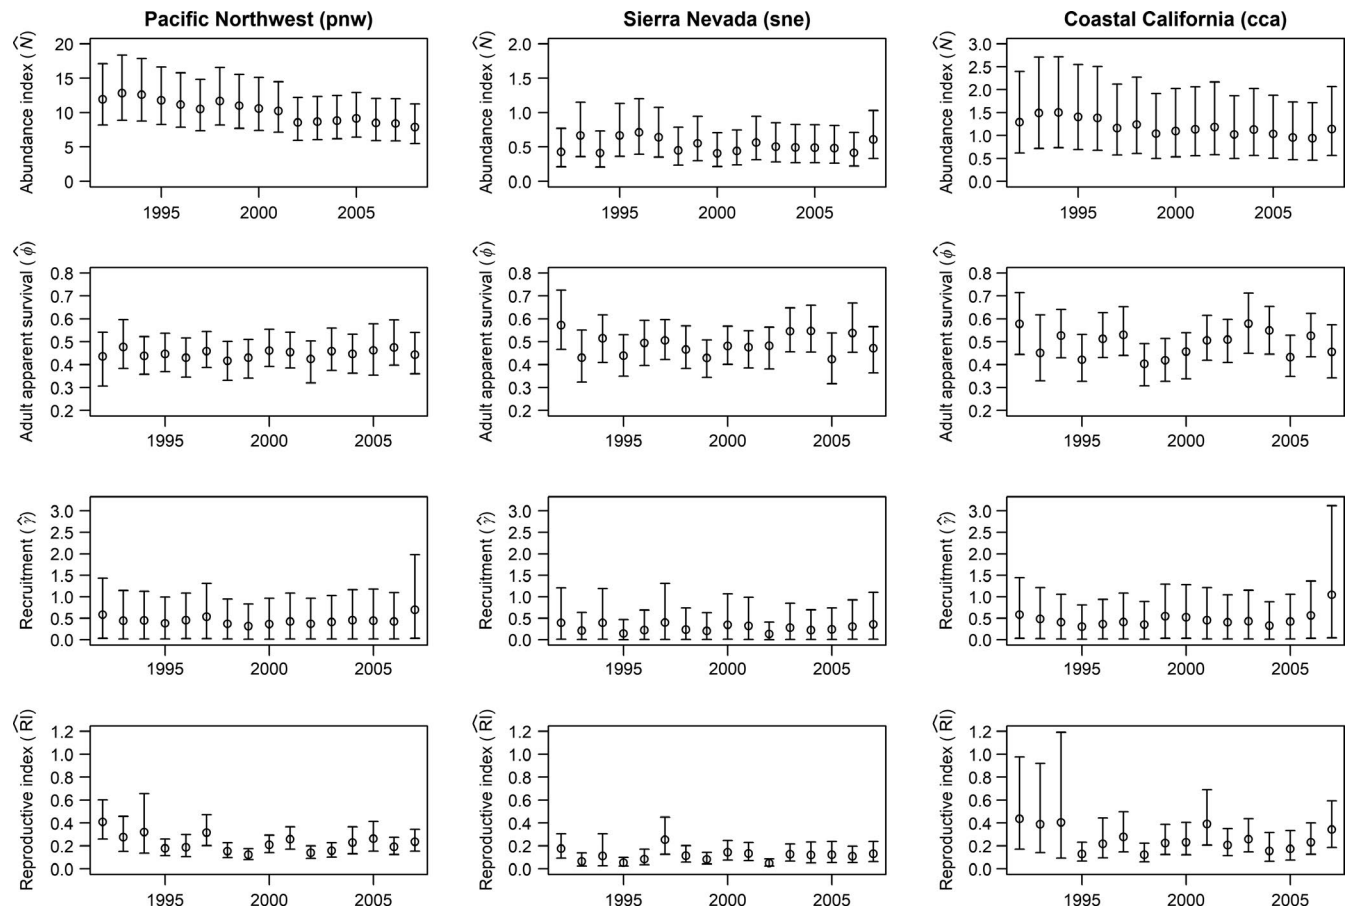 Pacific Northwest (pnw)
Sierra Nevada (sne)
Coastal California (cca)
Abundance index ( N̂ )
20
15
10
5
0
1995 2000 2005
Abundance index ( N̂ )
2.0
1.5
1.0
0.5
0.0
1995 2000 2005
Abundance index ( N̂ )
3.0
2.5
2.0
1.5
1.0
0.5
0.0
1995 2000 2005
Adult apparent survival ( ϕ̂ )
0.8
0.7
0.6
0.5
0.4
0.3
0.2
1995 2000 2005
Adult apparent survival ( ϕ̂ )
0.8
0.7
0.6
0.5
0.4
0.3
0.2
1995 2000 2005
Adult apparent survival ( ϕ̂ )
0.8
0.7
0.6
0.5
0.4
0.3
0.2
1995 2000 2005
Recruitment ( γ̂ )
3.0
2.5
2.0
1.5
1.0
0.5
0.0
1995 2000 2005
Recruitment ( γ̂ )
3.0
2.5
2.0
1.5
1.0
0.5
0.0
1995 2000 2005
Recruitment ( γ̂ )
3.0
2.5
2.0
1.5
1.0
0.5
0.0
1995 2000 2005
Reproductive index ( R̂I )
1.2
1.0
0.8
0.6
0.4
0.2
0.0
1995 2000 2005
Reproductive index ( R̂I )
1.2
1.0
0.8
0.6
0.4
0.2
0.0
1995 2000 2005
Reproductive index ( R̂I )
1.2
1.0
0.8
0.6
0.4
0.2
0.0
1995 2000 2005